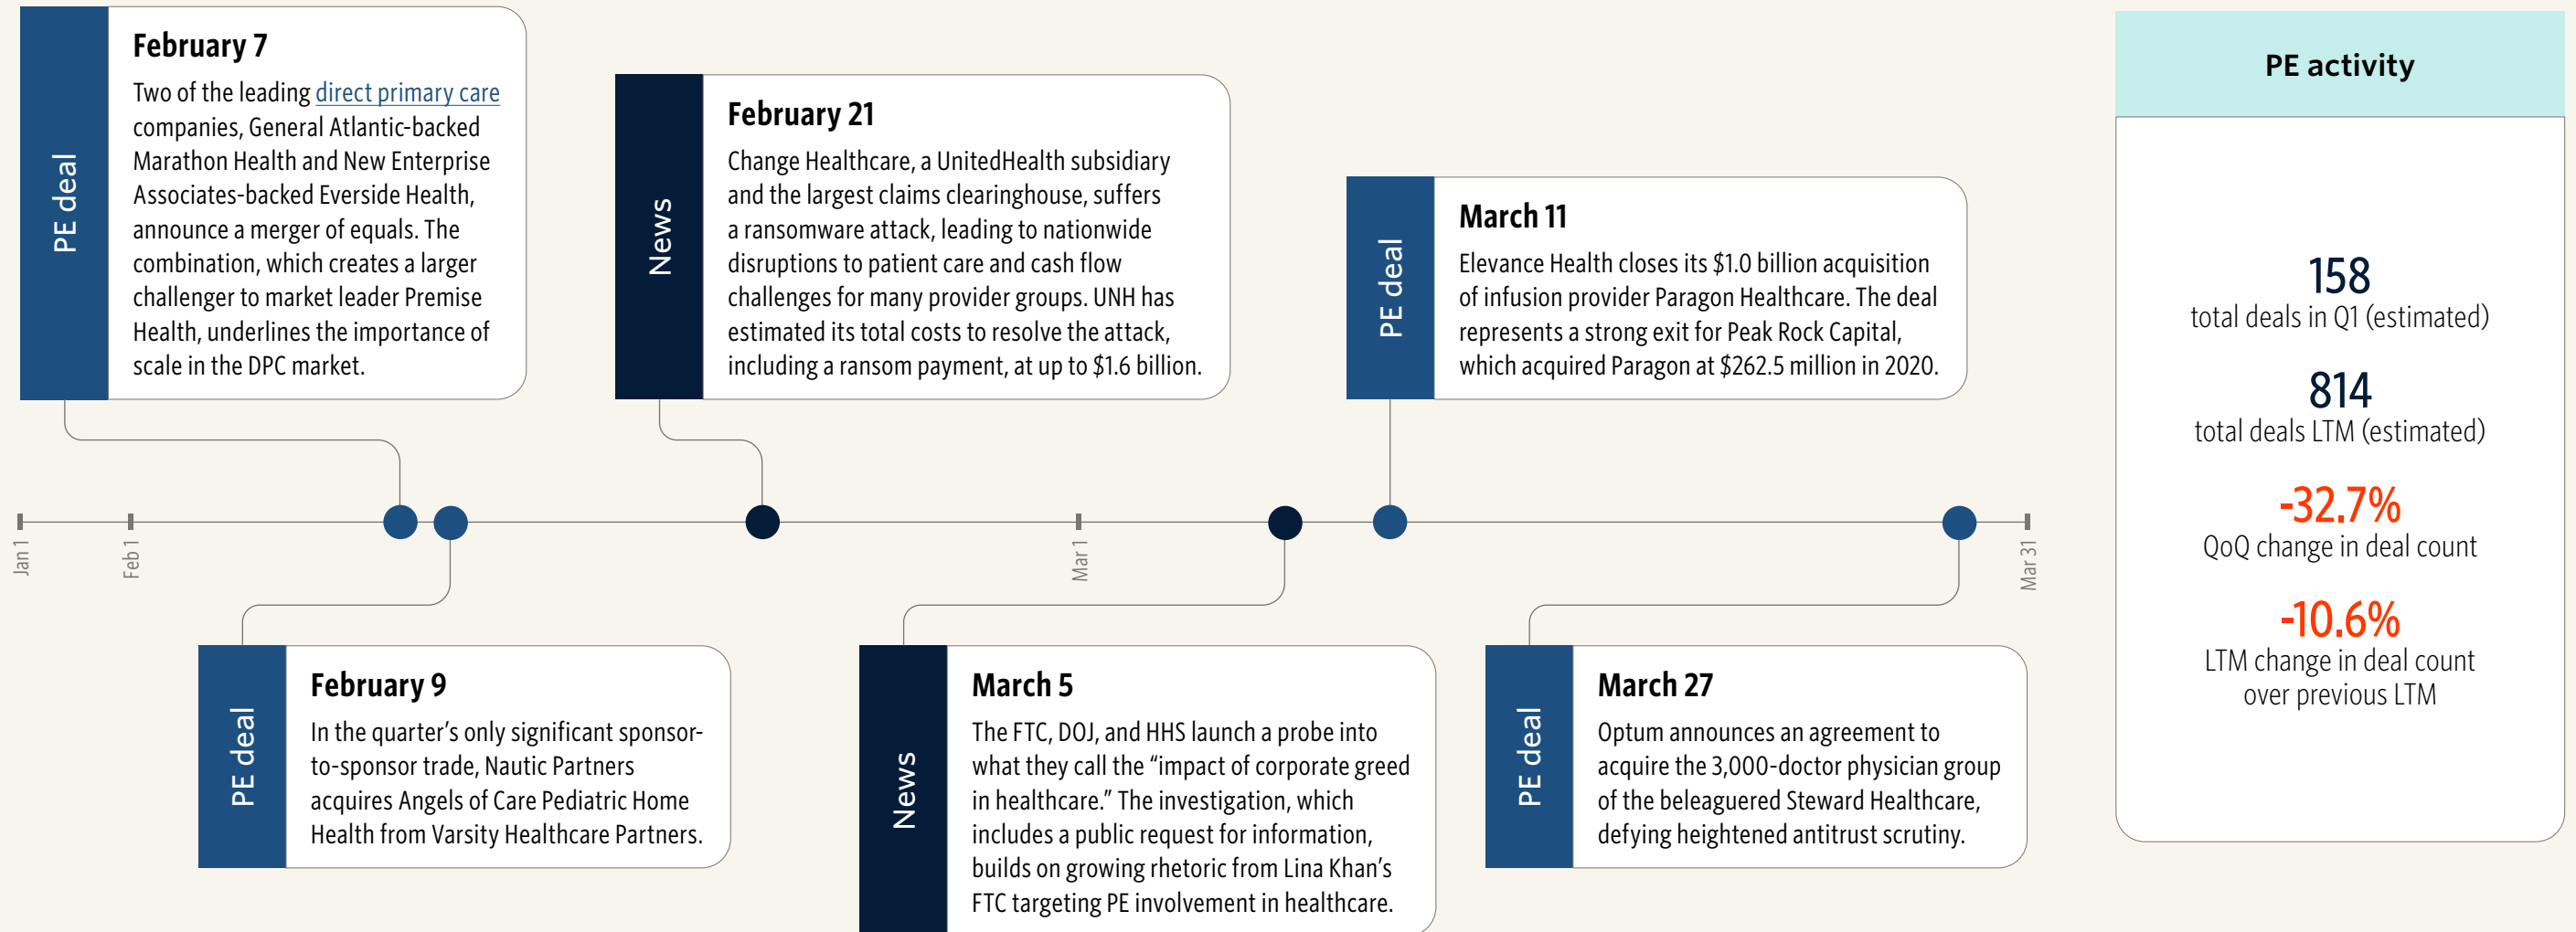 PE deal
February 7
Two of the leading direct primary care
companies, General Atlantic-backed
Marathon Health and New Enterprise
Associates-backed Everside Health,
announce a merger of equals. The
combination, which creates a larger
challenger to market leader Premise
Health, underlines the importance of
scale in the DPC market.
News
February 21
Change Healthcare, a UnitedHealth subsidiary
and the largest claims clearinghouse, suffers
a ransomware attack, leading to nationwide
disruptions to patient care and cash flow
challenges for many provider groups. UNH has
estimated its total costs to resolve the attack,
including a ransom payment, at up to $1.6 billion.
PE deal
March 11
Elevance Health closes its $1.0 billion acquisition
of infusion provider Paragon Healthcare. The deal
represents a strong exit for Peak Rock Capital,
which acquired Paragon at $262.5 million in 2020.
Jan 1
Feb 1
Mar 1
Mar 31
PE deal
February 9
In the quarter’s only significant sponsor-
to-sponsor trade, Nautic Partners
acquires Angels of Care Pediatric Home
Health from Varsity Healthcare Partners.
News
March 5
The FTC, DOJ, and HHS launch a probe into
what they call the “impact of corporate greed
in healthcare.” The investigation, which
includes a public request for information,
builds on growing rhetoric from Lina Khan’s
FTC targeting PE involvement in healthcare.
PE deal
March 27
Optum announces an agreement to
acquire the 3,000-doctor physician group
of the beleaguered Steward Healthcare,
defying heightened antitrust scrutiny.
PE activity
158
total deals in Q1 (estimated)
814
total deals LTM (estimated)
-32.7%
QoQ change in deal count
-10.6%
LTM change in deal count
over previous LTM